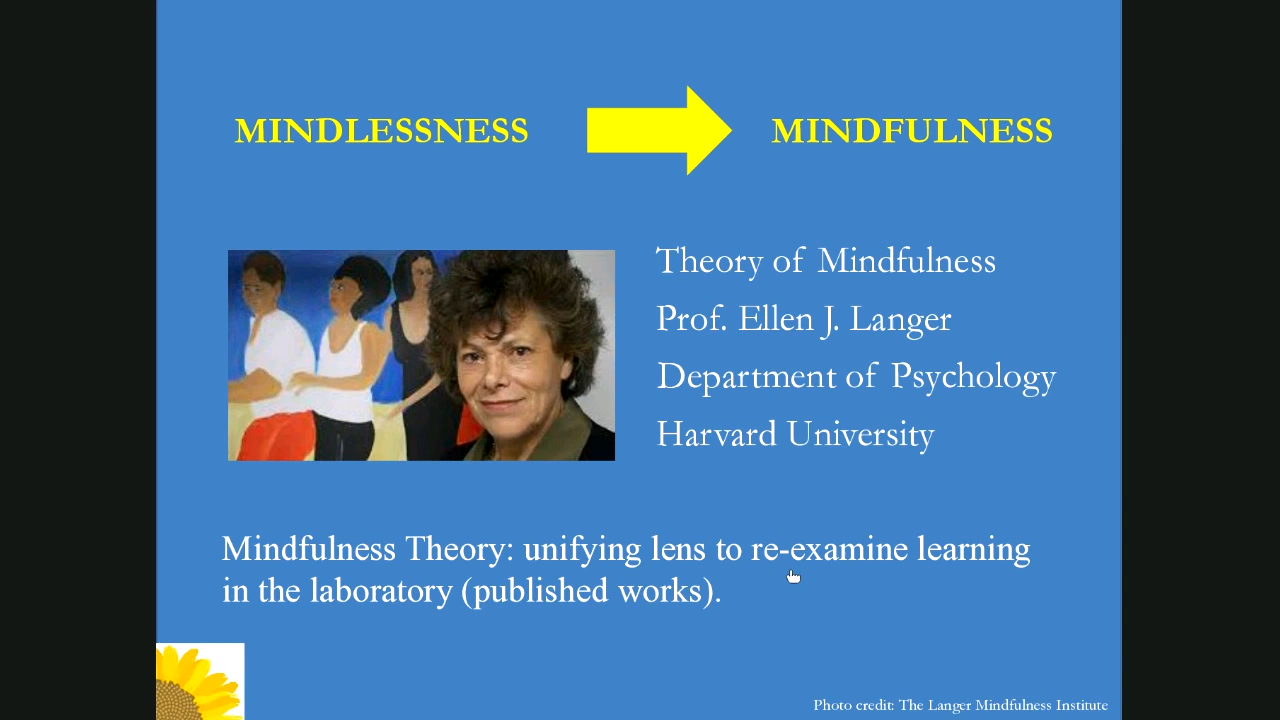 MINDLESSNESS MINDFULNESS
Theory of Mindfulness
Prof. Ellen J. Langer
Department of Psychology
Harvard University
Mindfulness Theory: unifying lens to re-examine learning
in the laboratory (published works).
Photo credit: The Langer Mindfulness Institute